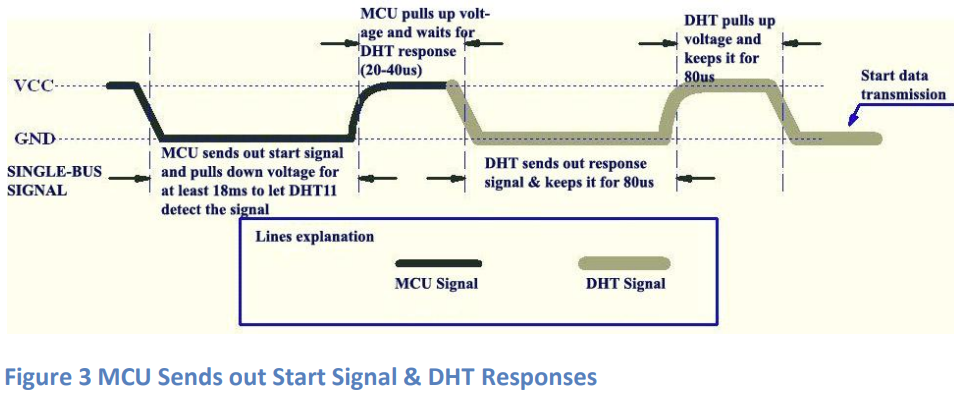 MCU pulls up volt-
age and waits for
DHT response
(20-40us)
DHT pulls up
voltage and
keeps it for
80us
Start data
transmission
VCC
GND
SINGLE-BUS
SIGNAL
MCU sends out start signal
and pulls down voltage for
at least 18ms to let DHT11
detect the signal
DHT sends out response
signal & keeps it for 80us
Lines explanation
MCU Signal
DHT Signal
Figure 3 MCU Sends out Start Signal & DHT Responses